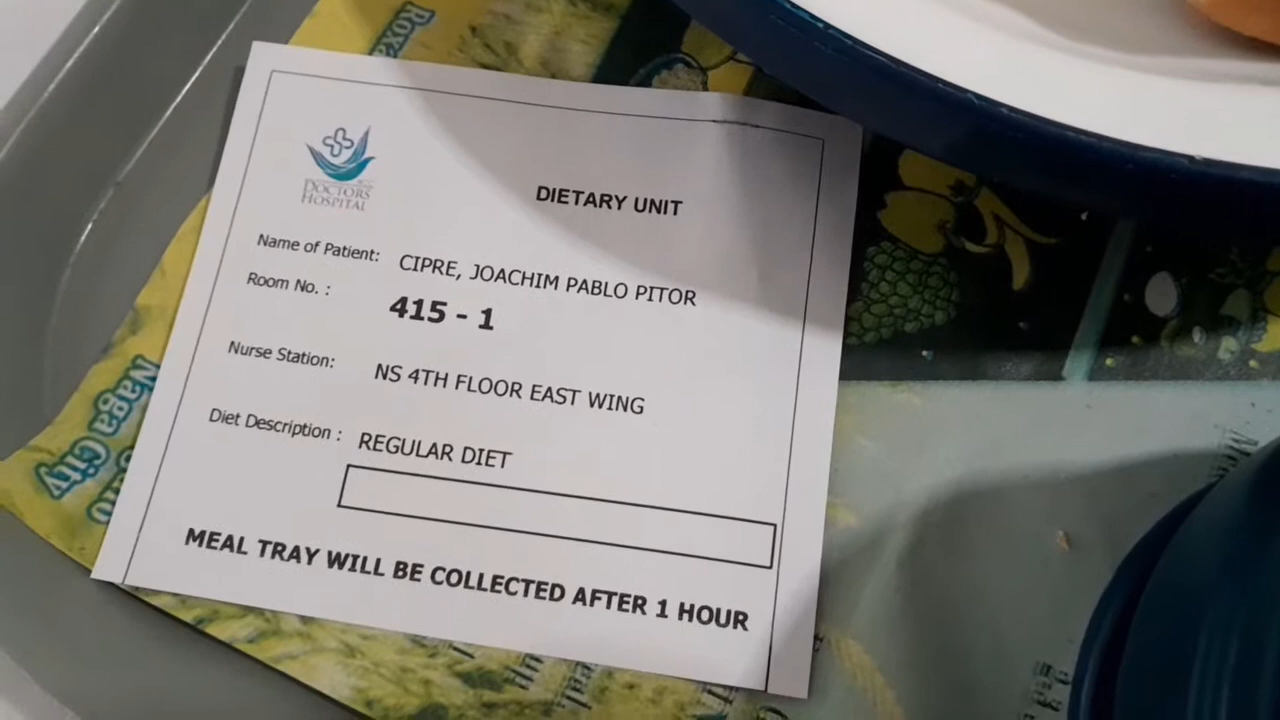 DOCTORS
HOSPITAL
DIETARY UNIT
Name of Patient: CIPRE, JOACHIM PABLO PITOR
Room No. : 415 - 1
Nurse Station: NS 4TH FLOOR EAST WING
Diet Description : REGULAR DIET
MEAL TRAY WILL BE COLLECTED AFTER 1 HOUR
Naga City